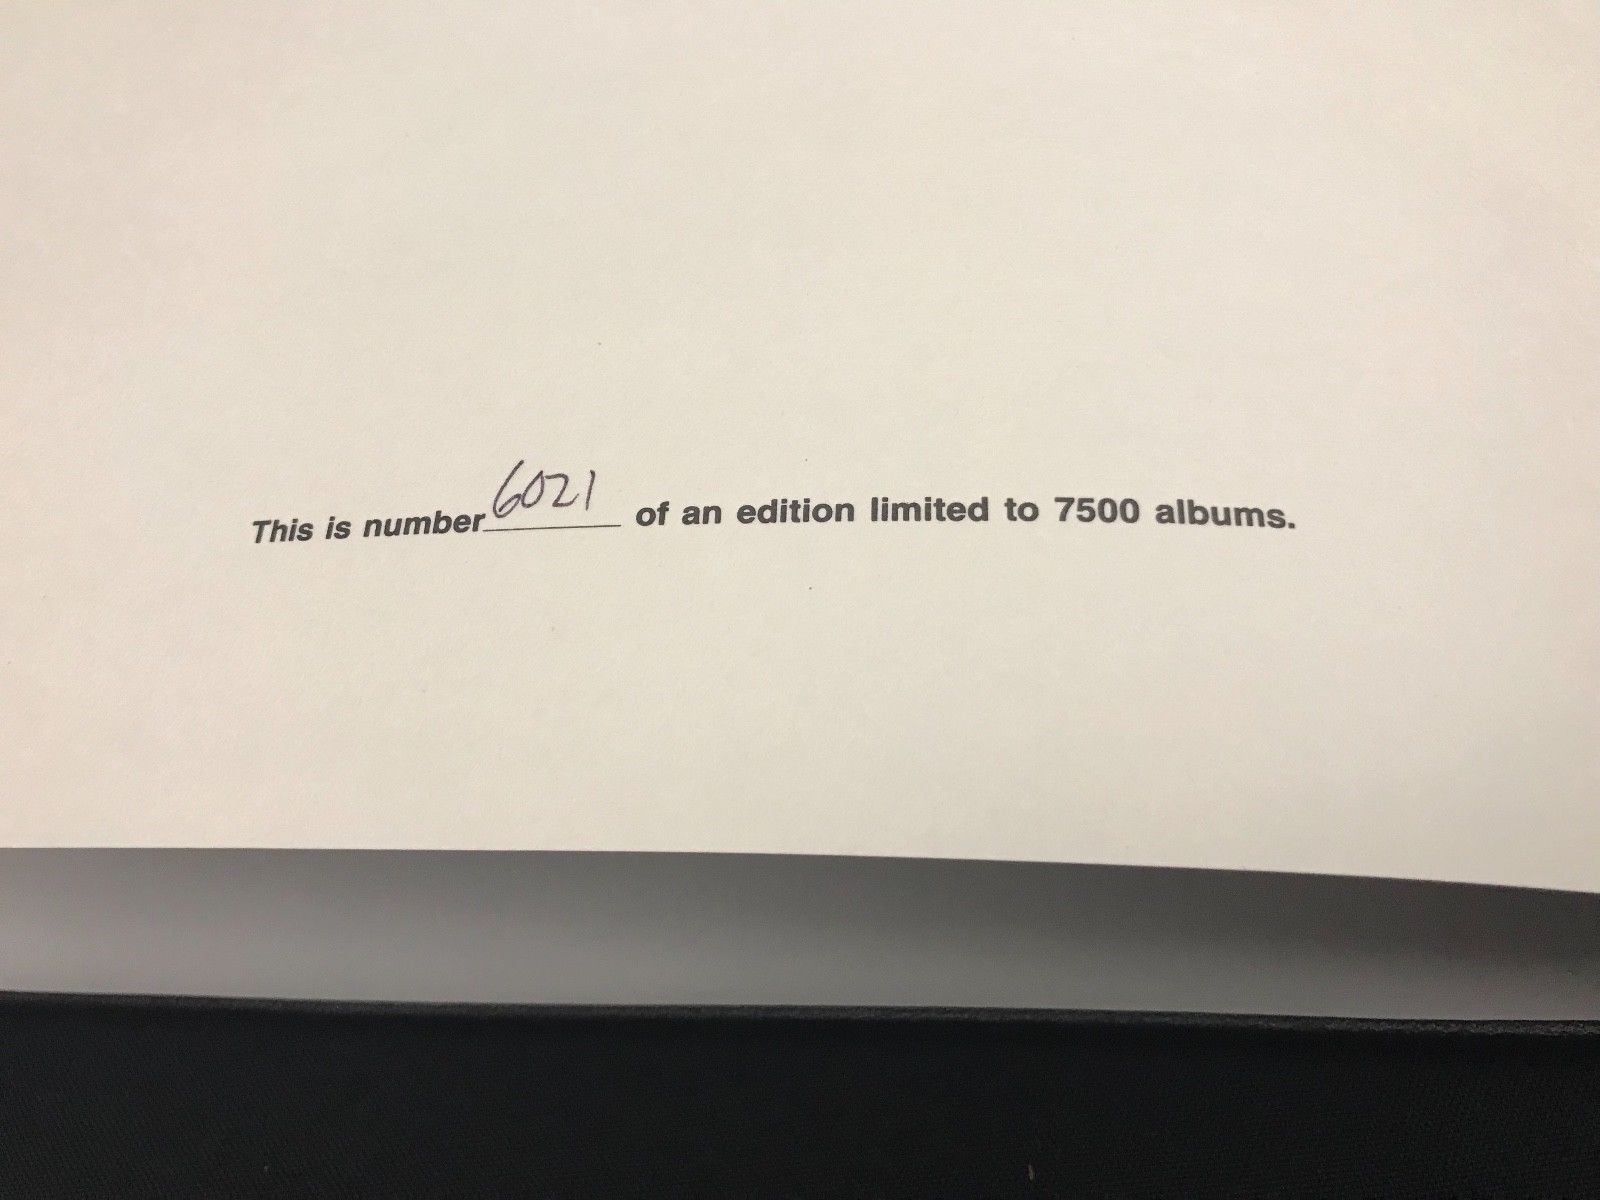 This is number 6021 of an edition limited to 7500 albums.